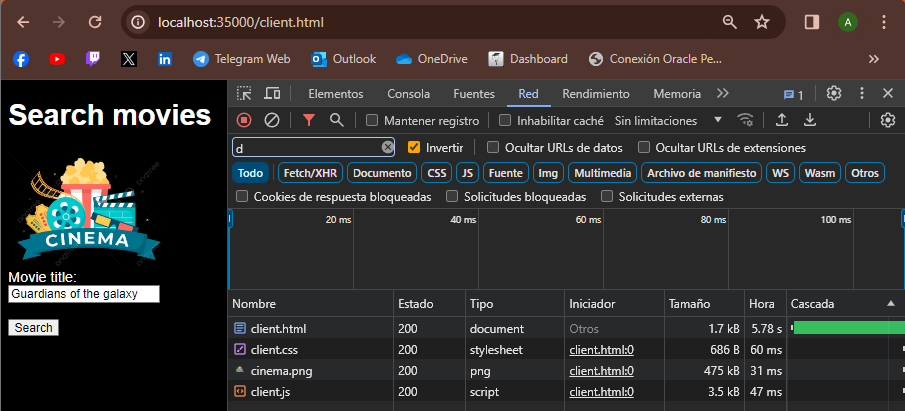 localhost:35000/client.html
A
Telegram Web
Outlook
OneDrive
Dashboard
Conexión Oracle Pe...
Search movies
CINEMA
Movie title:
Guardians of the galaxy
Search
Elementos Consola Fuentes Red Rendimiento Memoria 1
Mantener registro Inhabilitar caché Sin limitaciones
d Invertir Ocultar URLs de datos Ocultar URLs de extensiones
Todo Fetch/XHR Documento CSS JS Fuente Img Multimedia Archivo de manifiesto WS Wasm Otros
Cookies de respuesta bloqueadas Solicitudes bloqueadas Solicitudes externas
20 ms 40 ms 60 ms 80 ms 100 ms
Nombre Estado Tipo Iniciador Tamaño Hora Cascada
client.html 200 document Otros 1.7 kB 5.78 s
client.css 200 stylesheet client.html:0 686 B 60 ms
cinema.png 200 png client.html:0 475 kB 31 ms
client.js 200 script client.html:0 3.5 kB 47 ms